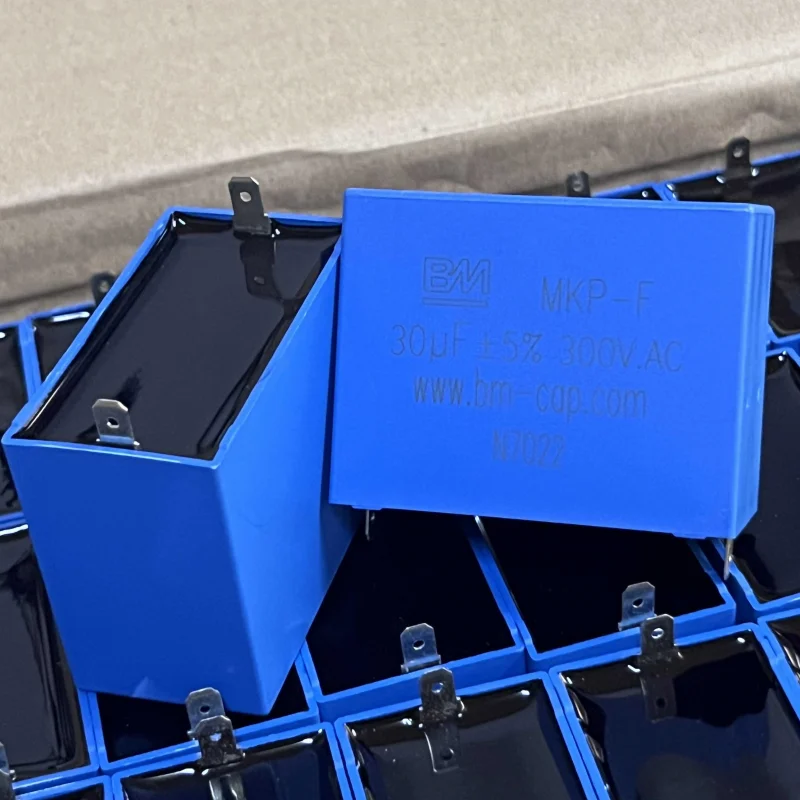 BM MKP-F
30µF ±5% 300V.AC
www.bm-cap.com
N7022